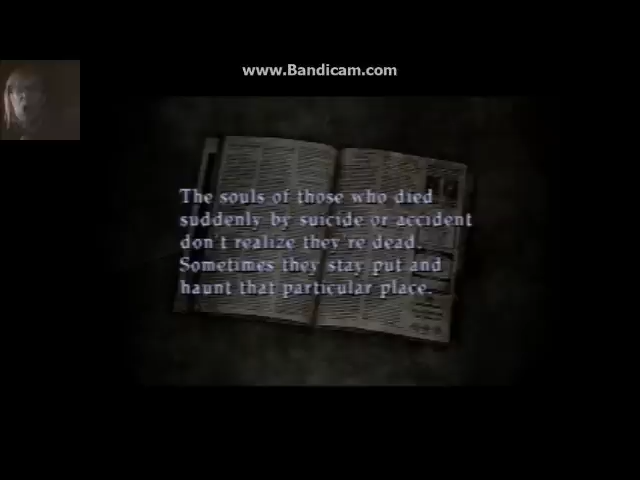 www.Bandicam.com
The souls of those who died
suddenly by suicide or accident
don't realize they're dead.
Sometimes they stay put and
haunt that particular place.